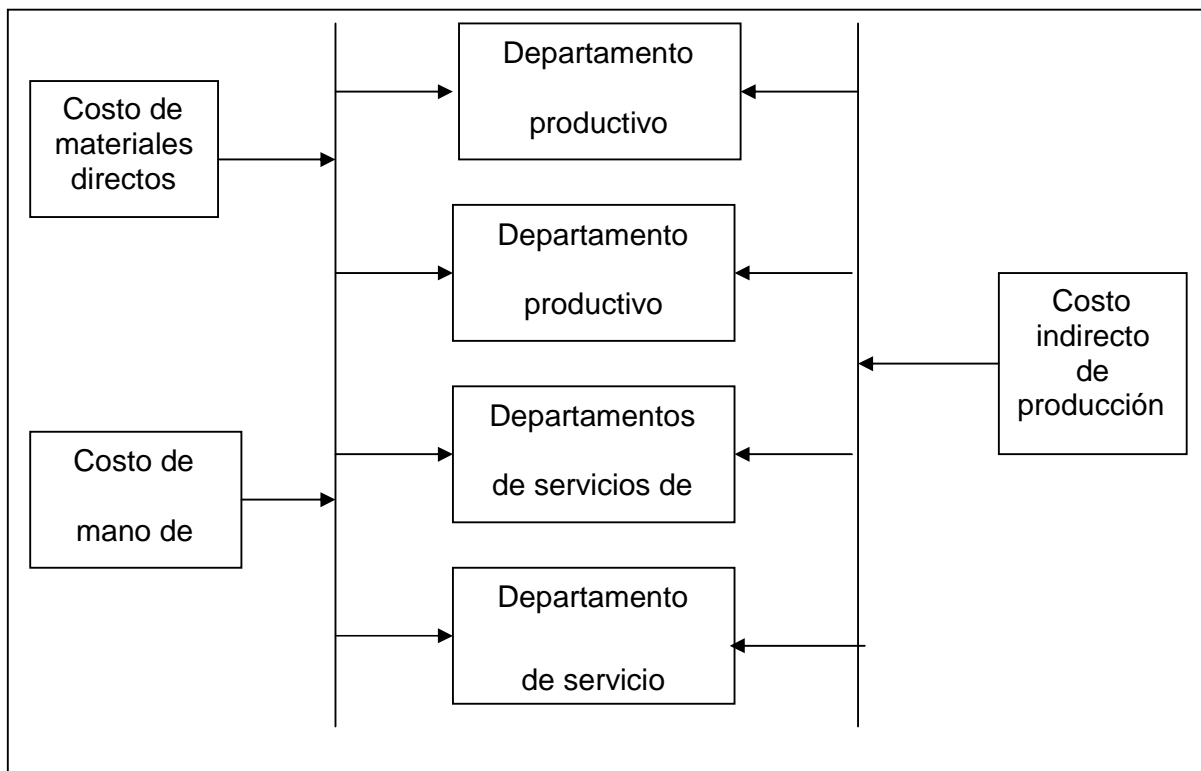 Departamento
productivo
Costo de
materiales
directos
Departamento
productivo
Costo
indirecto
de
producción
Departamentos
de servicios de
Costo de
mano de
Departamento
de servicio